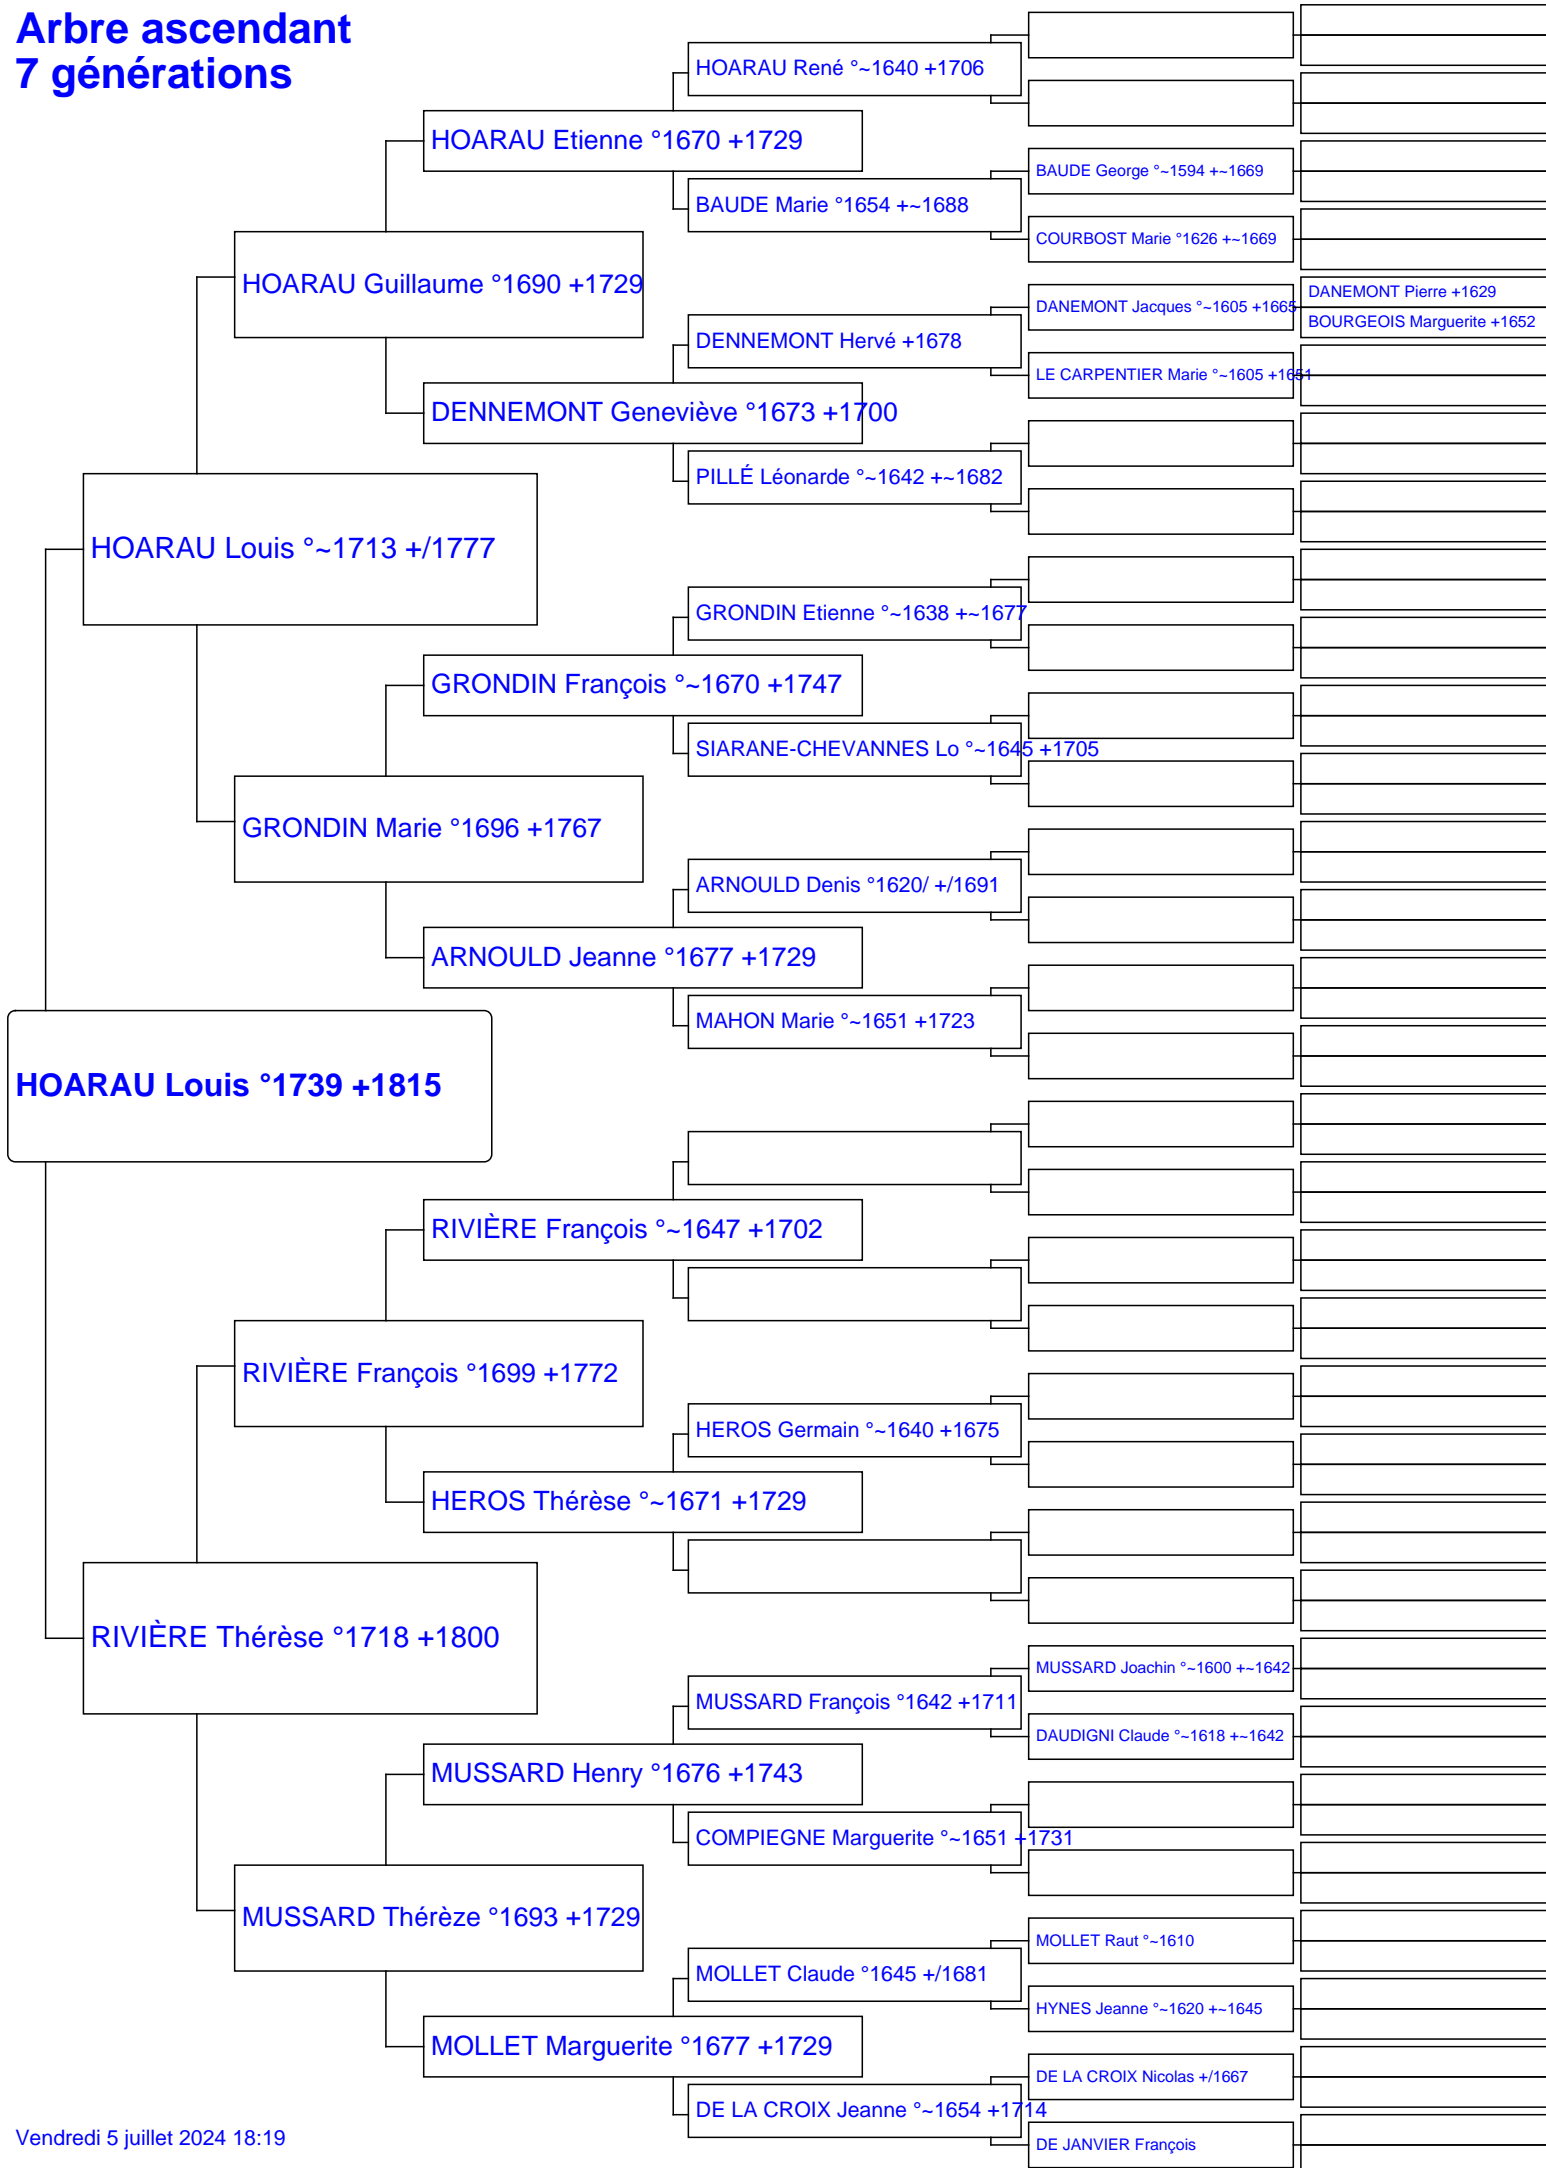 Arbre ascendant
7 générations
HOARAU René °~1640 +1706
HOARAU Etienne °1670 +1729
BAUDE George °~1594 +~1669
BAUDE Marie °1654 +~1688
COURBOST Marie °1626 +~1669
HOARAU Guillaume °1690 +1729
DANEMONT Pierre +1629
DANEMONT Jacques °~1605 +1665
BOURGEOIS Marguerite +1652
DENNEMONT Hervé +1678
LE CARPENTIER Marie °~1605 +1651
DENNEMONT Geneviève °1673 +1700
PILLÉ Léonarde °~1642 +~1682
HOARAU Louis °~1713 +/1777
GRONDIN Etienne °~1638 +~1677
GRONDIN François °~1670 +1747
SIARANE-CHEVANNES Lo °~1645 +1705
GRONDIN Marie °1696 +1767
ARNOULD Denis °1620/ +/1691
ARNOULD Jeanne °1677 +1729
MAHON Marie °~1651 +1723
HOARAU Louis °1739 +1815
RIVIÈRE François °~1647 +1702
RIVIÈRE François °1699 +1772
HEROS Germain °~1640 +1675
HEROS Thérèse °~1671 +1729
RIVIÈRE Thérèse °1718 +1800
MUSSARD Joachin °~1600 +~1642
MUSSARD François °1642 +1711
DAUDIGNI Claude °~1618 +~1642
MUSSARD Henry °1676 +1743
COMPIEGNE Marguerite °~1651 +1731
MUSSARD Thérèze °1693 +1729
MOLLET Raut °~1610
MOLLET Claude °1645 +/1681
HYNES Jeanne °~1620 +~1645
MOLLET Marguerite °1677 +1729
DE LA CROIX Nicolas +/1667
DE LA CROIX Jeanne °~1654 +1714
DE JANVIER François
Vendredi 5 juillet 2024 18:19